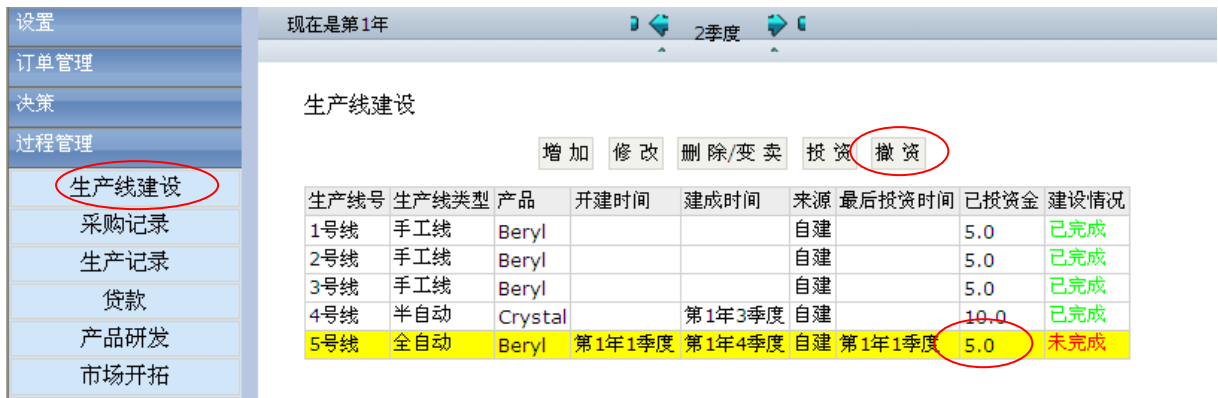 设置
订单管理
决策
过程管理
生产线建设
采购记录
生产记录
贷款
产品研发
市场开拓
现在是第1年 2季度
生产线建设
增 加 修 改 删 除/变 卖 投 资 撤 资
生产线号 生产线类型 产品 开建时间 建成时间 来源 最后投资时间 已投资金 建设情况
1号线 手工线 Beryl 自建 5.0 已完成
2号线 手工线 Beryl 自建 5.0 已完成
3号线 手工线 Beryl 自建 5.0 已完成
4号线 半自动 Crystal 第1年3季度 自建 10.0 已完成
5号线 全自动 Beryl 第1年1季度 第1年4季度 自建 第1年1季度 5.0 未完成